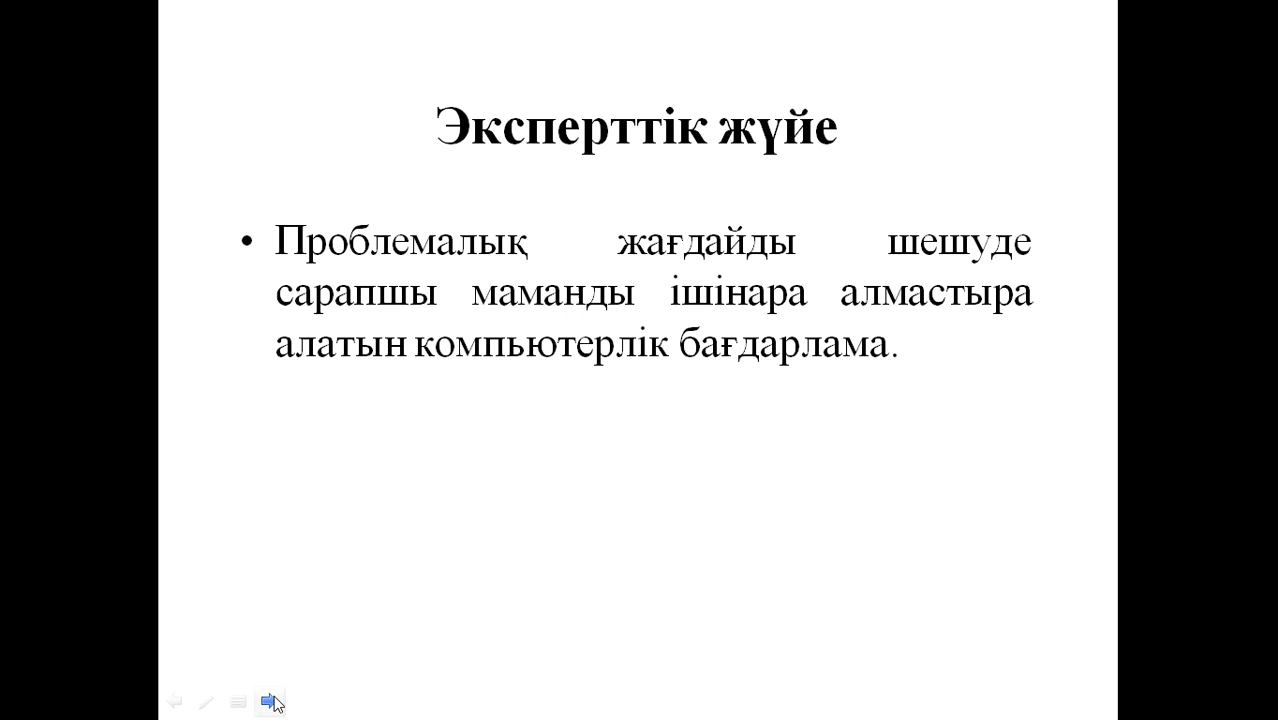 Эксперттік жүйе
• Проблемалық жағдайды шешуде
сарапшы маманды ішінара алмастыра
алатын компьютерлік бағдарлама.